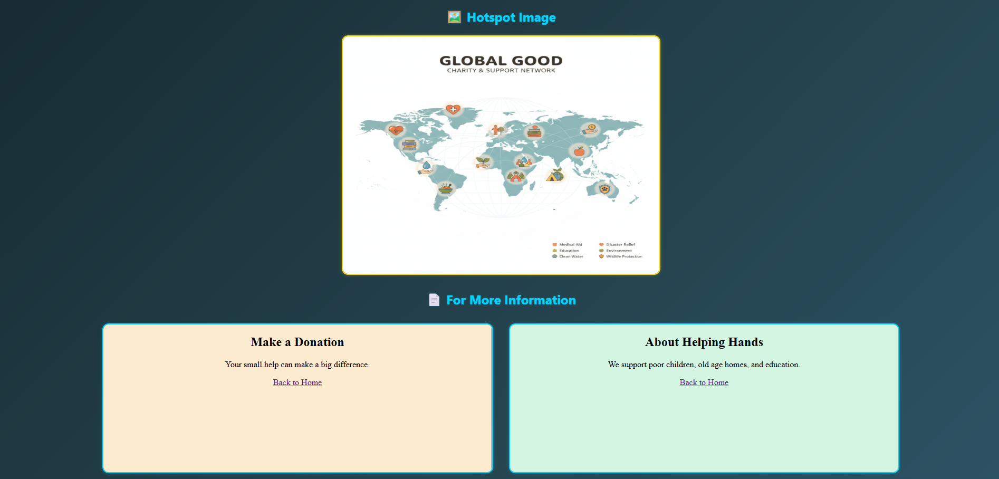 Hotspot Image
GLOBAL GOOD
CHARITY & SUPPORT NETWORK
Medical Aid
Disaster Relief
Education
Environment
Clean Water
Wildlife Protection
For More Information
Make a Donation
Your small help can make a big difference.
Back to Home
About Helping Hands
We support poor children, old age homes, and education.
Back to Home